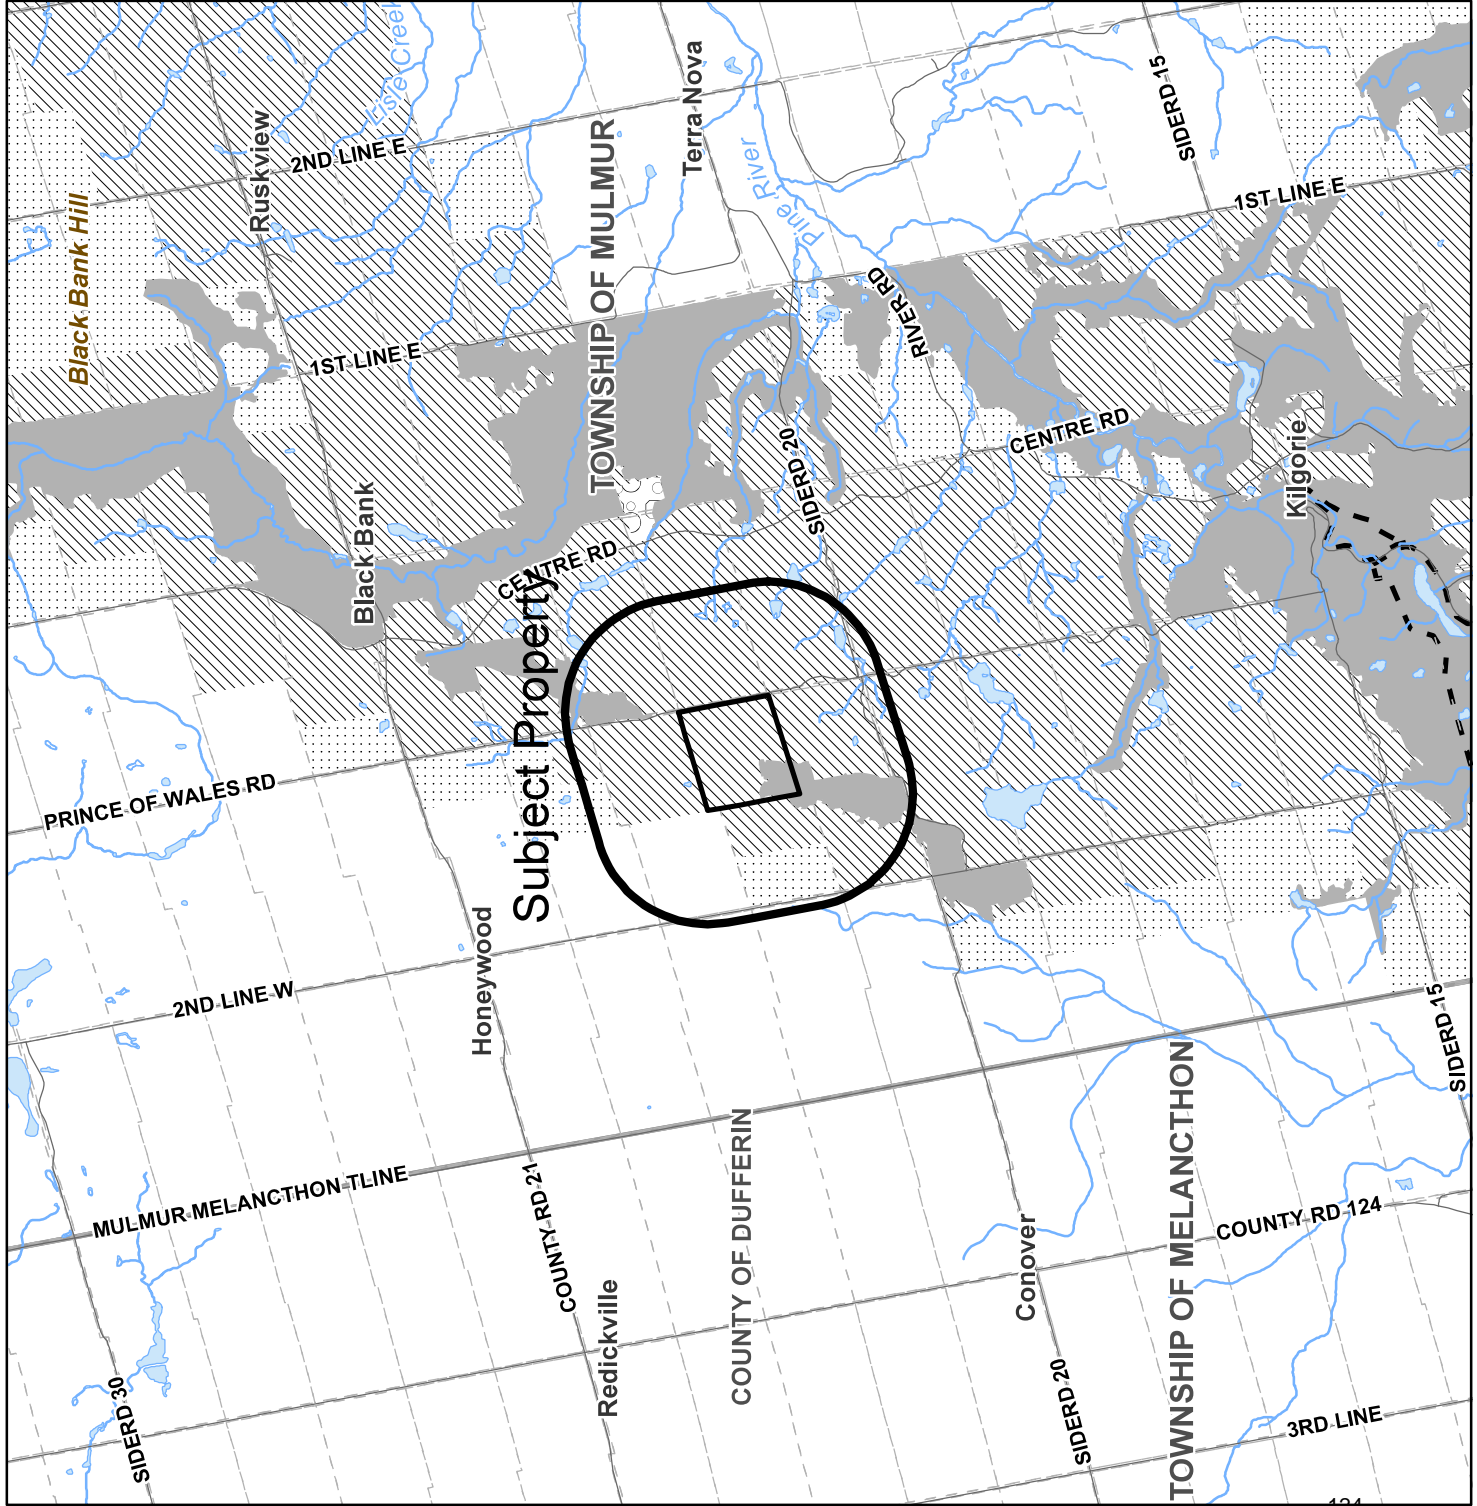 Black Bank Hill
Ruskview
Lisle Creek
2ND LINE E
TOWNSHIP OF MULMUR
Terra Nova
Pine River
SIDERD 15
1ST LINE E
1ST LINE E
RIVER RD
CENTRE RD
SIDERD 20
Kilgorie
Black Bank
CENTRE RD
Subject Property
PRINCE OF WALES RD
Honeywood
2ND LINE W
MULMUR MELANCTHON TLINE
COUNTY RD 21
Redickville
COUNTY OF DUFFERIN
Conover
TOWNSHIP OF MELANCTHON
COUNTY RD 124
SIDERD 15
SIDERD 30
SIDERD 20
3RD LINE